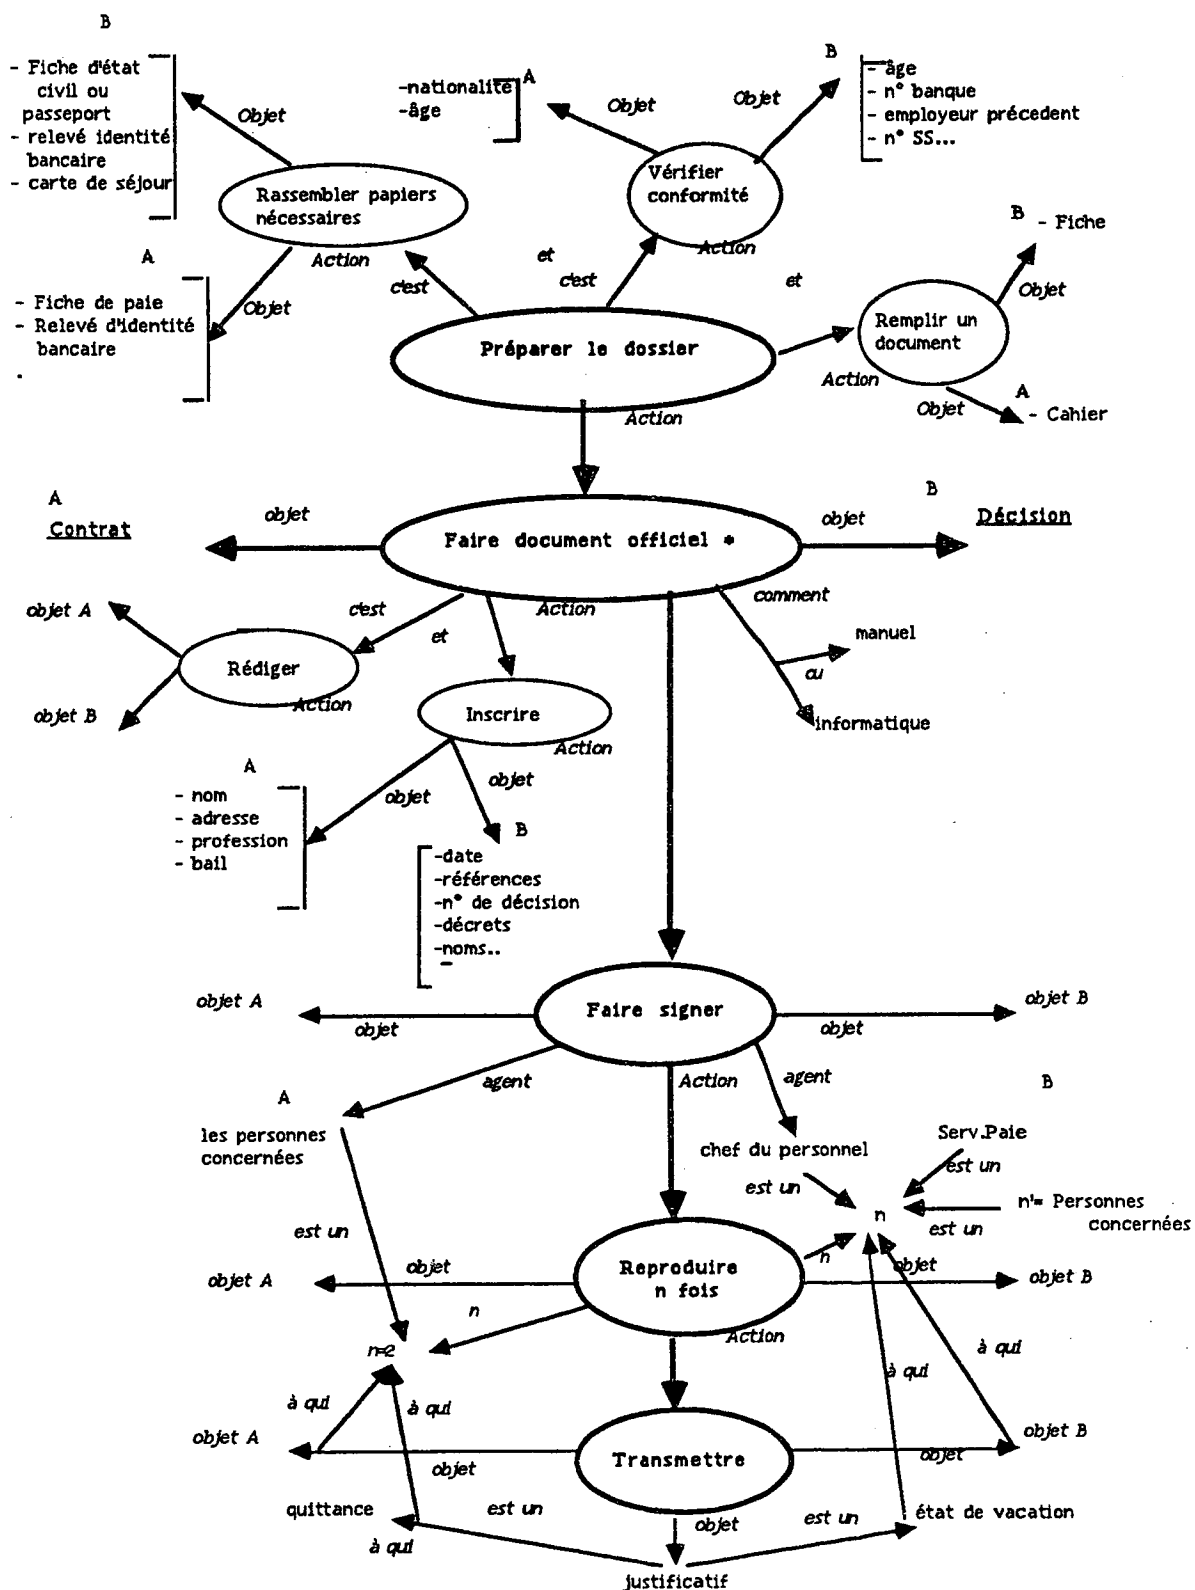 B
- Fiche d'état
civil ou
passeport
- relevé identité
bancaire
- carte de séjour
Objet
Rassembler papiers
nécessaires
Action
A
- Fiche de paie
- Relevé d'identité
bancaire
Objet
c'est
-nationalité
-âge
A
Objet
Objet
B
- âge
- n° banque
- employeur précedent
- n° SS...
Vérifier
conformité
Action
et
c'est
et
B
- Fiche
Objet
Remplir un
document
Action
Objet
A
- Cahier
Préparer le dossier
Action
A
Contrat
objet
Faire document officiel *
Action
objet
B
Décision
comment
manuel
ou
informatique
c'est
et
objet A
Rédiger
Action
objet B
Inscrire
Action
A
- nom
- adresse
- profession
- bail
objet
objet
B
-date
-références
-n° de décision
-décrets
-noms..
-
objet A
objet
Faire signer
Action
objet
objet B
agent
A
les personnes
concernées
agent
B
chef du personnel
Serv.Paie
est un
est un
n
n'= Personnes
concernées
est un
est un
objet A
objet
Reproduire
n fois
Action
n
objet
objet B
n
n=2
à qui
à qui
à qui
à qui
objet A
objet
Transmettre
objet
objet B
quittance
est un
objet
est un
état de vacation
à qui
justificatif